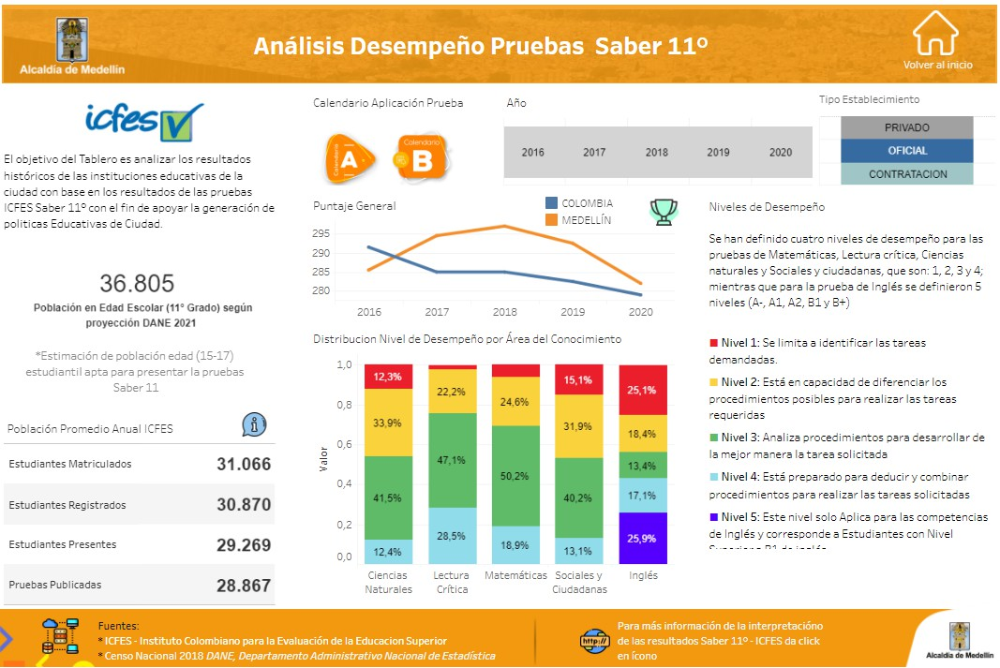 Alcaldía de Medellín
Análisis Desempeño Pruebas Saber 11º
Volver al inicio
icfes
El objetivo del Tablero es analizar los resultados
históricos de las instituciones educativas de la
ciudad con base en los resultados de las pruebas
ICFES Saber 11º con el fin de apoyar la generación de
politicas Educativas de Ciudad.
36.805
Población en Edad Escolar (11° Grado) según
proyección DANE 2021
*Estimación de población edad (15-17)
estudiantil apta para presentar la pruebas
Saber 11
Población Promedio Anual ICFES
Estudiantes Matriculados 31.066
Estudiantes Registrados 30.870
Estudiantes Presentes 29.269
Pruebas Publicadas 28.867
Calendario Aplicación Prueba
Calendario
A
Calendario
B
Año
2016 2017 2018 2019 2020
Tipo Establecimiento
PRIVADO
OFICIAL
CONTRATACION
Puntaje General
COLOMBIA
MEDELLÍN
295
290
285
280
2016 2017 2018 2019 2020
Distribucion Nivel de Desempeño por Área del Conocimiento
Valor
1,0
0,8
0,6
0,4
0,2
0,0
12,3%
33,9%
41,5%
12,4%
22,2%
47,1%
28,5%
24,6%
50,2%
18,9%
15,1%
31,9%
40,2%
13,1%
25,1%
18,4%
13,4%
17,1%
25,9%
Ciencias
Naturales
Lectura
Crítica
Matemáticas
Sociales y
Ciudadanas
Inglés
Niveles de Desempeño
Se han definido cuatro niveles de desempeño para las
pruebas de Matemáticas, Lectura crítica, Ciencias
naturales y Sociales y ciudadanas, que son: 1, 2, 3 y 4;
mientras que para la prueba de Inglés se definieron 5
niveles (A-, A1, A2, B1 y B+)
Nivel 1: Se limita a identificar las tareas
demandadas.
Nivel 2: Está en capacidad de diferenciar los
procedimientos posibles para realizar las tareas
requeridas
Nivel 3: Analiza procedimientos para desarrollar de
la mejor manera la tarea solicitada
Nivel 4: Está preparado para deducir y combinar
procedimientos para realizar las tareas solicitadas
Nivel 5: Este nivel solo Aplica para las competencias
de Inglés y corresponde a Estudiantes con Nivel
Superior a B1 de inglés
Fuentes:
* ICFES - Instituto Colombiano para la Evaluación de la Educacion Superior
* Censo Nacional 2018 DANE, Departamento Administrativo Nacional de Estadística
http://
Para más información de la interpretacióno
de las resultados Saber 11º - ICFES da click
en ícono
Alcaldía de Medellín